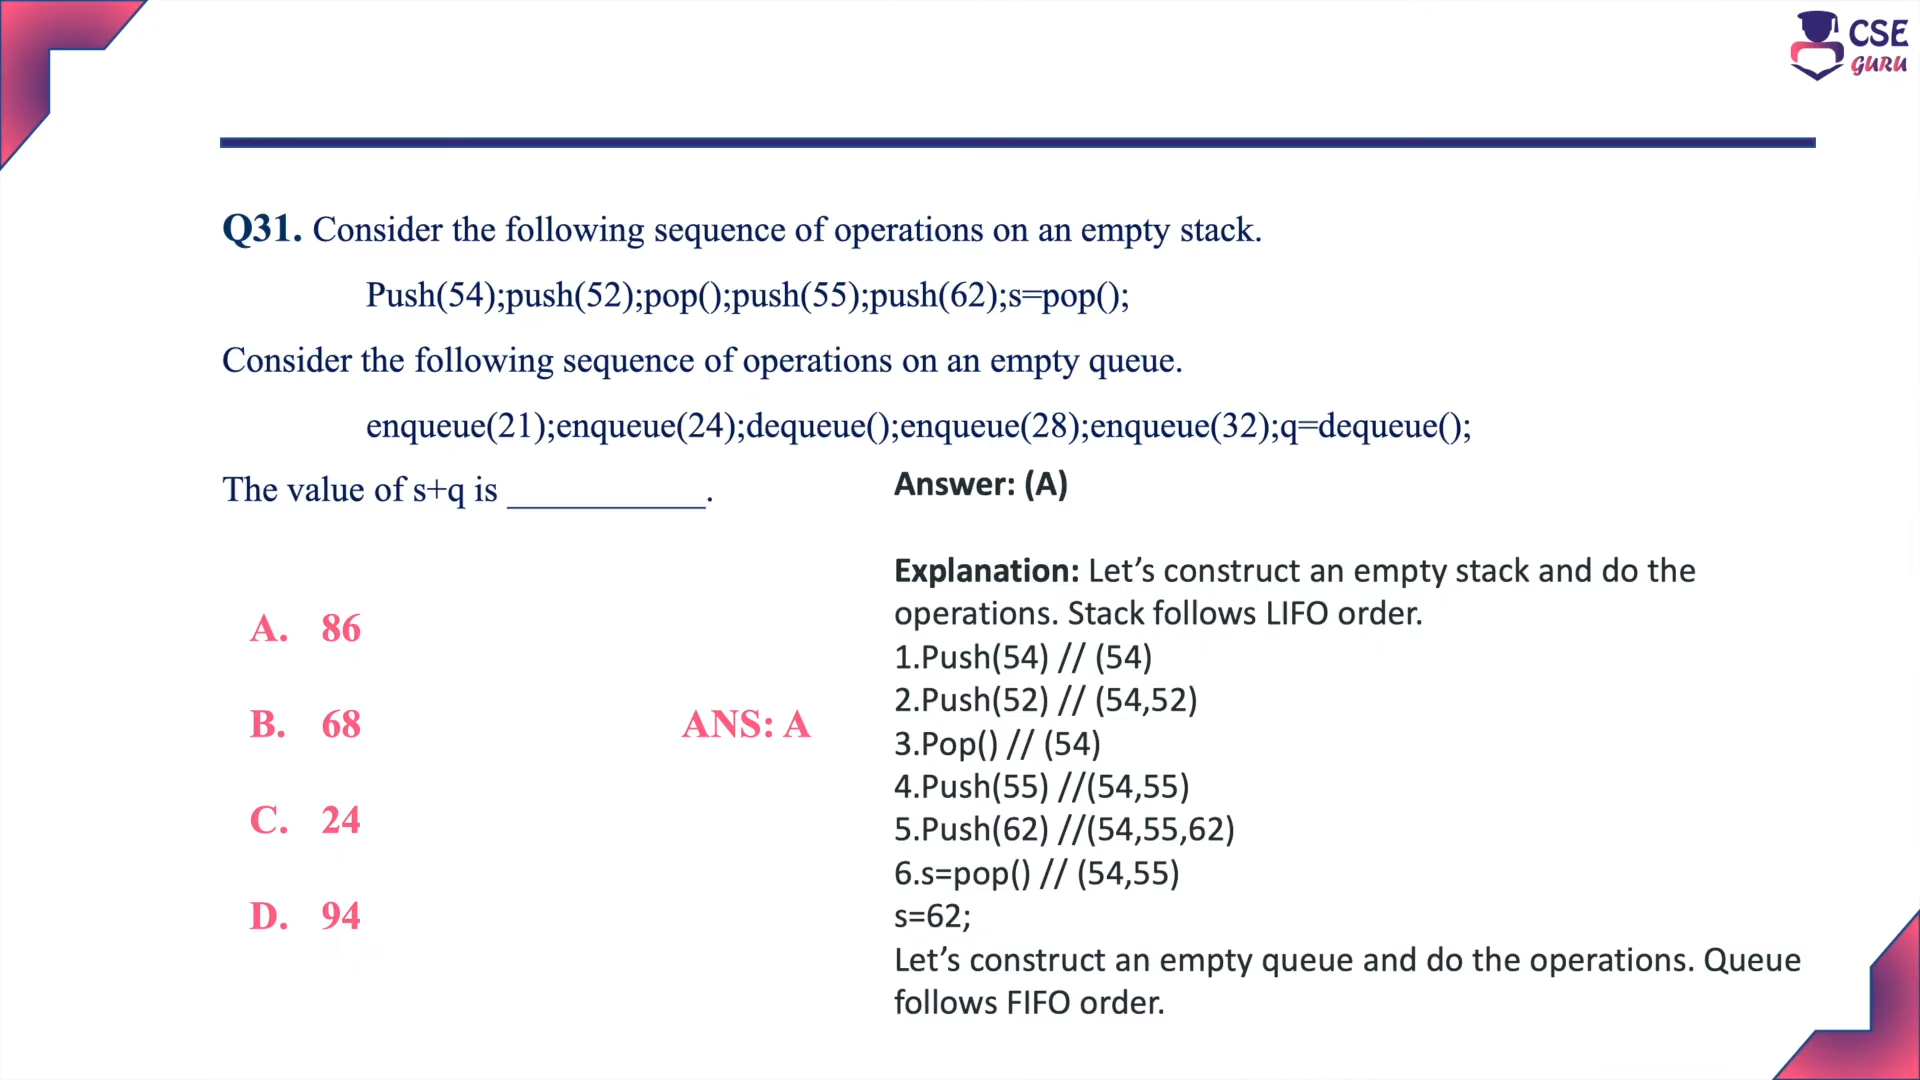 CSE
GURU
Q31. Consider the following sequence of operations on an empty stack.
Push(54);push(52);pop();push(55);push(62);s=pop();
Consider the following sequence of operations on an empty queue.
enqueue(21);enqueue(24);dequeue();enqueue(28);enqueue(32);q=dequeue();
The value of s+q is ___________.
A. 86
B. 68
C. 24
D. 94
ANS: A
Answer: (A)
Explanation: Let’s construct an empty stack and do the
operations. Stack follows LIFO order.
1.Push(54) // (54)
2.Push(52) // (54,52)
3.Pop() // (54)
4.Push(55) //(54,55)
5.Push(62) //(54,55,62)
6.s=pop() // (54,55)
s=62;
Let’s construct an empty queue and do the operations. Queue
follows FIFO order.